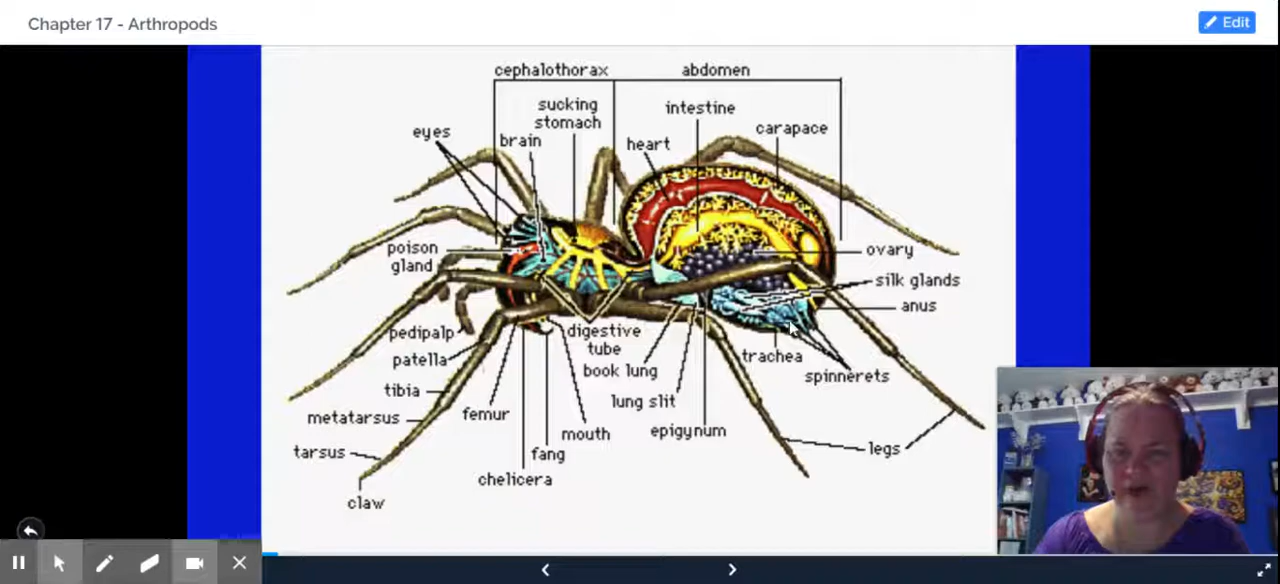 Chapter 17 - Arthropods
Edit
cephalothorax
abdomen
sucking
stomach
intestine
eyes
brain
heart
carapace
poison
gland
ovary
silk glands
anus
pedipalp
patella
digestive
tube
trachea
book lung
spinnerets
tibia
lung slit
metatarsus
femur
mouth
epigynum
tarsus
fang
legs
chelicera
claw